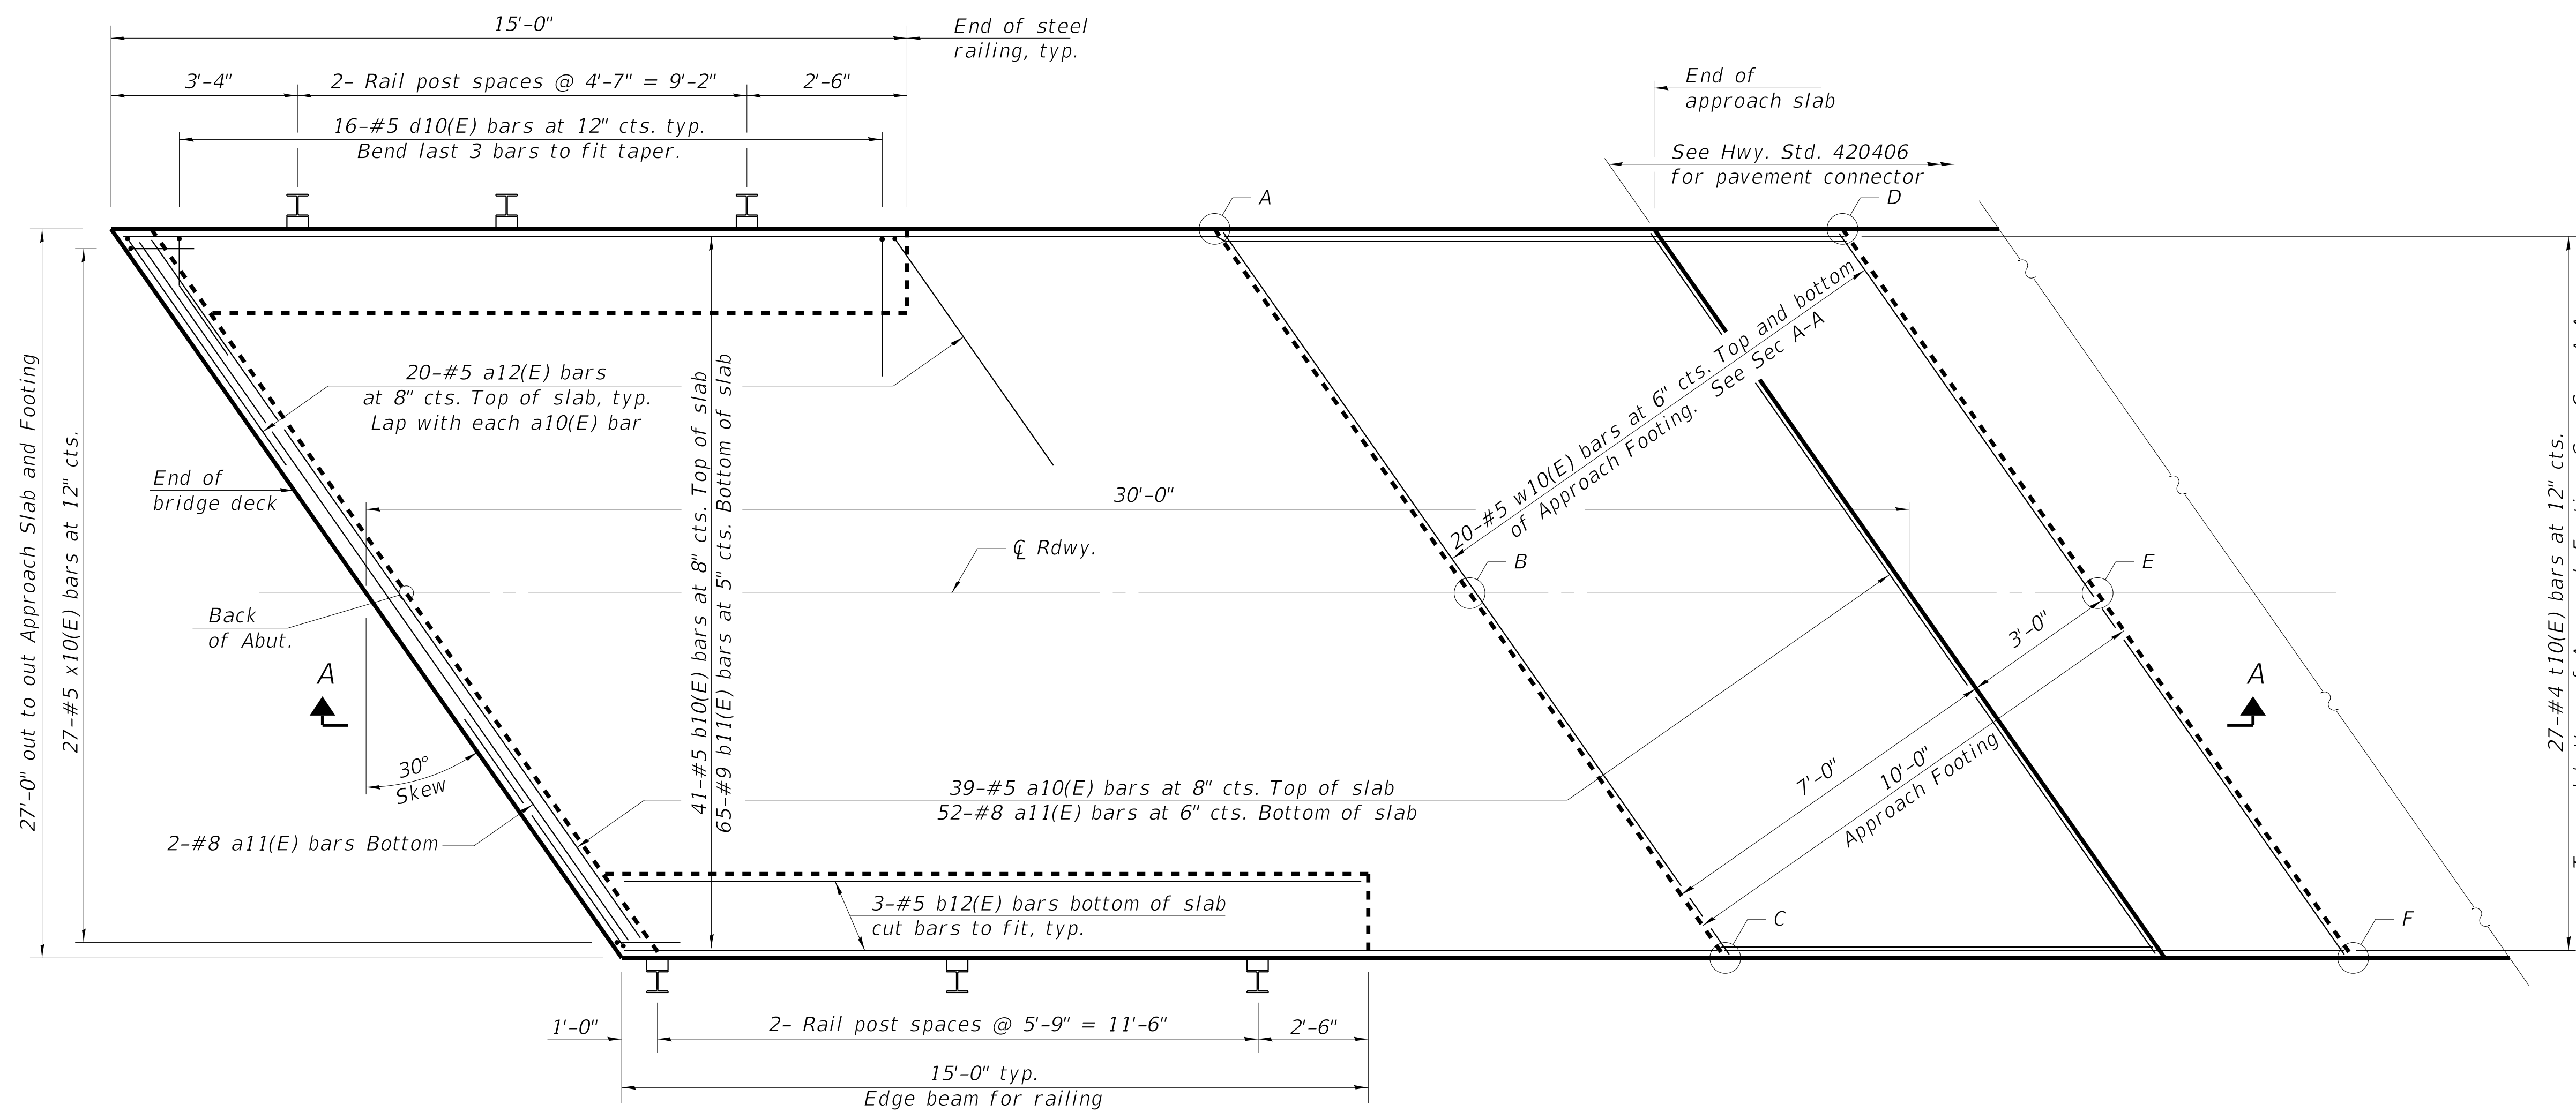 15'-0"
End of steel
railing, typ.
3'-4"
2- Rail post spaces @ 4'-7" = 9'-2"
2'-6"
16-#5 d10(E) bars at 12" cts. typ.
Bend last 3 bars to fit taper.
End of
approach slab
See Hwy. Std. 420406
for pavement connector
A
D
27'-0" out to out Approach Slab and Footing
27-#5 x10(E) bars at 12" cts.
20-#5 a12(E) bars
at 8" cts. Top of slab, typ.
Lap with each a10(E) bar
41-#5 b10(E) bars at 8" cts. Top of slab
65-#9 b11(E) bars at 5" cts. Bottom of slab
20-#5 w10(E) bars at 6" cts. Top and bottom
of Approach Footing. See Sec A-A
27-#4 t10(E) bars at 12" cts.
End of
bridge deck
30'-0"
℄ Rdwy.
B
E
Back
of Abut.
A
3'-0"
A
30°
Skew
7'-0"
10'-0"
Approach Footing
39-#5 a10(E) bars at 8" cts. Top of slab
52-#8 a11(E) bars at 6" cts. Bottom of slab
2-#8 a11(E) bars Bottom
3-#5 b12(E) bars bottom of slab
cut bars to fit, typ.
C
F
1'-0"
2- Rail post spaces @ 5'-9" = 11'-6"
2'-6"
15'-0" typ.
Edge beam for railing